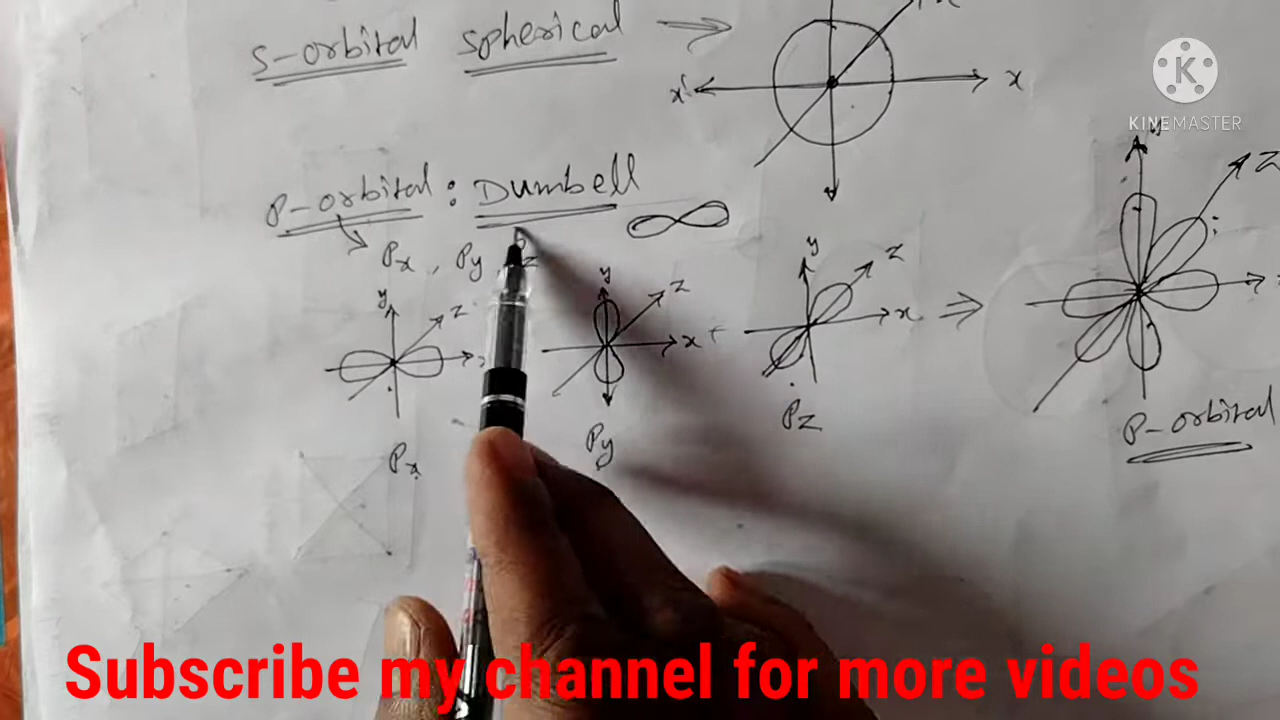 S-orbital spherical →
x' x
KINEMASTER
P-orbital : Dumbell
Px , Py z
y z
y z x
y z x
y z
Px
Py
Pz
P-orbital
Subscribe my channel for more videos